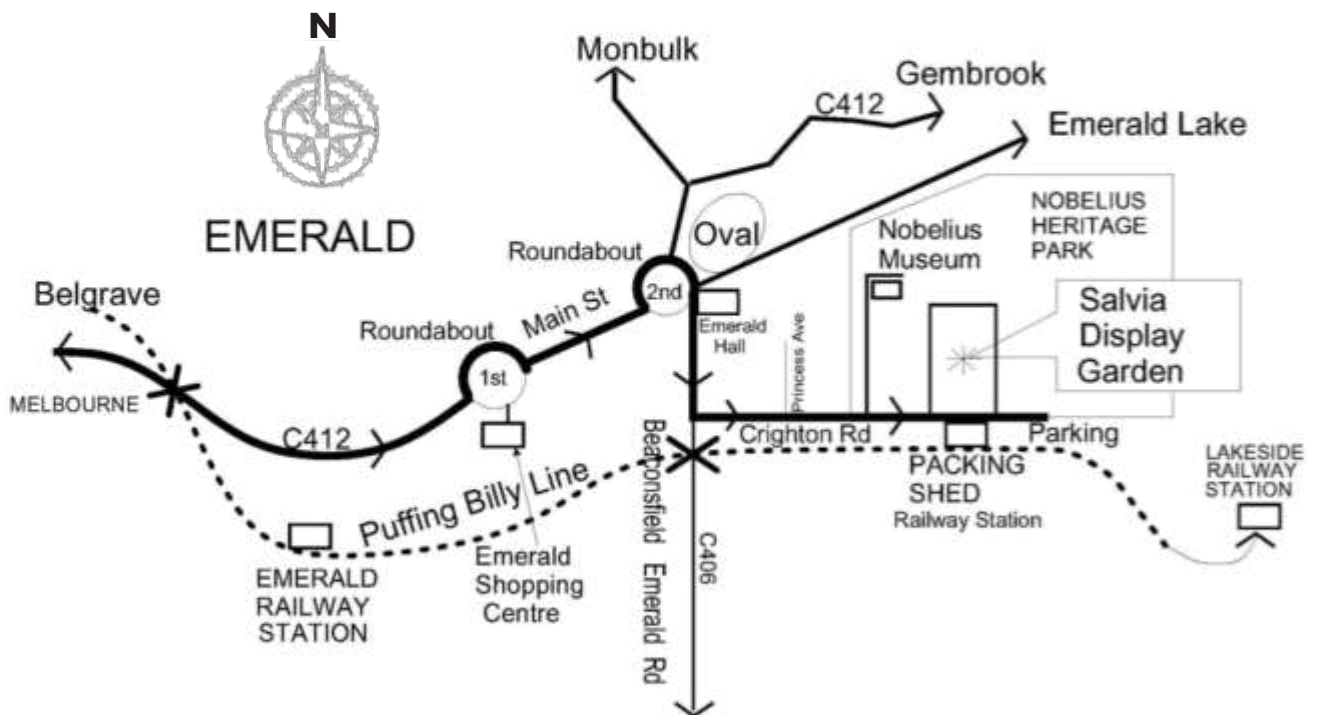 N
Monbulk
Gembrook
C412
Emerald Lake
EMERALD
NOBELIUS
HERITAGE
PARK
Nobelius
Museum
Oval
Roundabout
2nd
Belgrave
Main St
Roundabout
Emerald
Hall
Princess Ave
Salvia
Display
Garden
1st
MELBOURNE
C412
Crighton Rd
Parking
Beaconsfield Emerald Rd
C406
Puffing Billy Line
PACKING
SHED
Railway Station
LAKESIDE
RAILWAY
STATION
Emerald
Shopping
Centre
EMERALD
RAILWAY
STATION